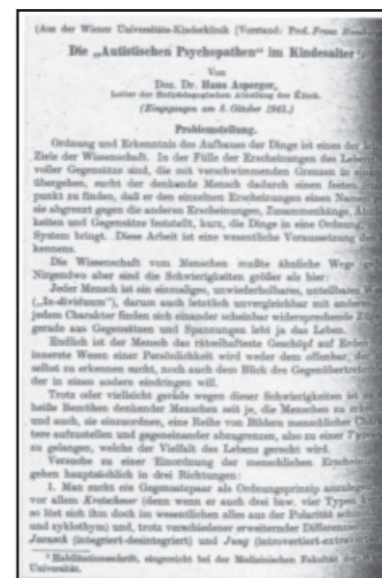 (Aus der Wiener Universitäts-Kinderklinik (Vorstand: Prof. Franz
Die „Autistischen Psychopathen“ im Kindesalter
Von
Doz. Dr. Hans Asperger,
Leiter der Heilpädagogischen Abteilung der Klinik.
(Eingegangen am 8. Oktober 1943.)
Problemstellung.
Ordnung und Erkenntnis des Aufbaues der Dinge ist eines der
Ziele der Wissenschaft. In der Fülle der Erscheinungen des Lebens,
voller Gegensätze sind, die mit verschwimmenden Grenzen in
übergehen, sucht der denkende Mensch dadurch einen festen
punkt zu finden, daß er den einzelnen Erscheinungen einen Namen
sie abgrenzt gegen die anderen Erscheinungen, Zusammenhänge,
keiten und Gegensätze feststellt, kurz, die Dinge in eine Ordnung,
System bringt. Diese Arbeit ist eine wesentliche Voraussetzung des
kennens.
Die Wissenschaft vom Menschen mußte ähnliche Wege
Nirgendwo aber sind die Schwierigkeiten größer als hier:
Jeder Mensch ist ein einmaliges, unwiederholbares, unteilbares
(„In-dividuum“), darum auch letztlich unvergleichbar mit anderen.
jedem Charakter finden sich einander scheinbar widersprechende
gerade aus Gegensätzen und Spannungen lebt ja das Leben.
Endlich ist der Mensch das rätselhafteste Geschöpf auf Erden
innerste Wesen einer Persönlichkeit wird weder dem offenbar, der
selbst zu erkennen sucht, noch auch dem Blick des Gegenübertretenden
der in einen andern eindringen will.
Trotz oder vielleicht gerade wegen dieser Schwierigkeiten ist
heiße Bemühen denkender Menschen seit je, die Menschen zu
und auch, sie einzuordnen, eine Reihe von Bildern menschlicher
tere aufzustellen und gegeneinander abzugrenzen, also zu einer
zu gelangen, welche der Vielfalt des Lebens gerecht wird.
Versuche zu einer Einordnung der menschlichen
gehen hauptsächlich in drei Richtungen:
1. Man sucht ein Gegensatzpaar als Ordnungsprinzip
vor allem Kretschmer (denn wenn er auch drei bzw. vier Typen
so löst sich ihm doch im wesentlichen alles aus der Polarität
und zyklothym) und, trotz verschiedener erweiternder
Jaensch (integriert-desintegriert) und Jung
¹ Habilitationsschrift, eingereicht bei der Medizinischen Fakultät der
Universität.